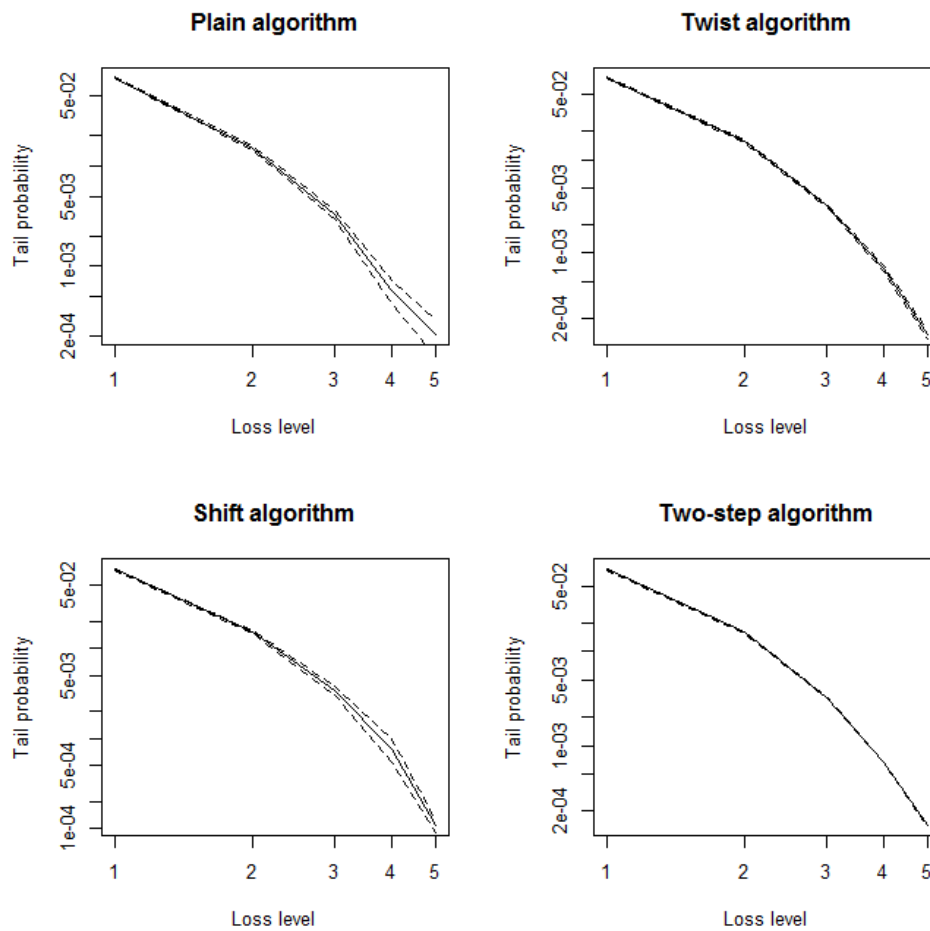 Plain algorithm
Tail probability
5e-02
5e-03
1e-03
2e-04
1 2 3 4 5
Loss level
Twist algorithm
Tail probability
5e-02
5e-03
1e-03
2e-04
1 2 3 4 5
Loss level
Shift algorithm
Tail probability
5e-02
5e-03
5e-04
1e-04
1 2 3 4 5
Loss level
Two-step algorithm
Tail probability
5e-02
5e-03
1e-03
2e-04
1 2 3 4 5
Loss level